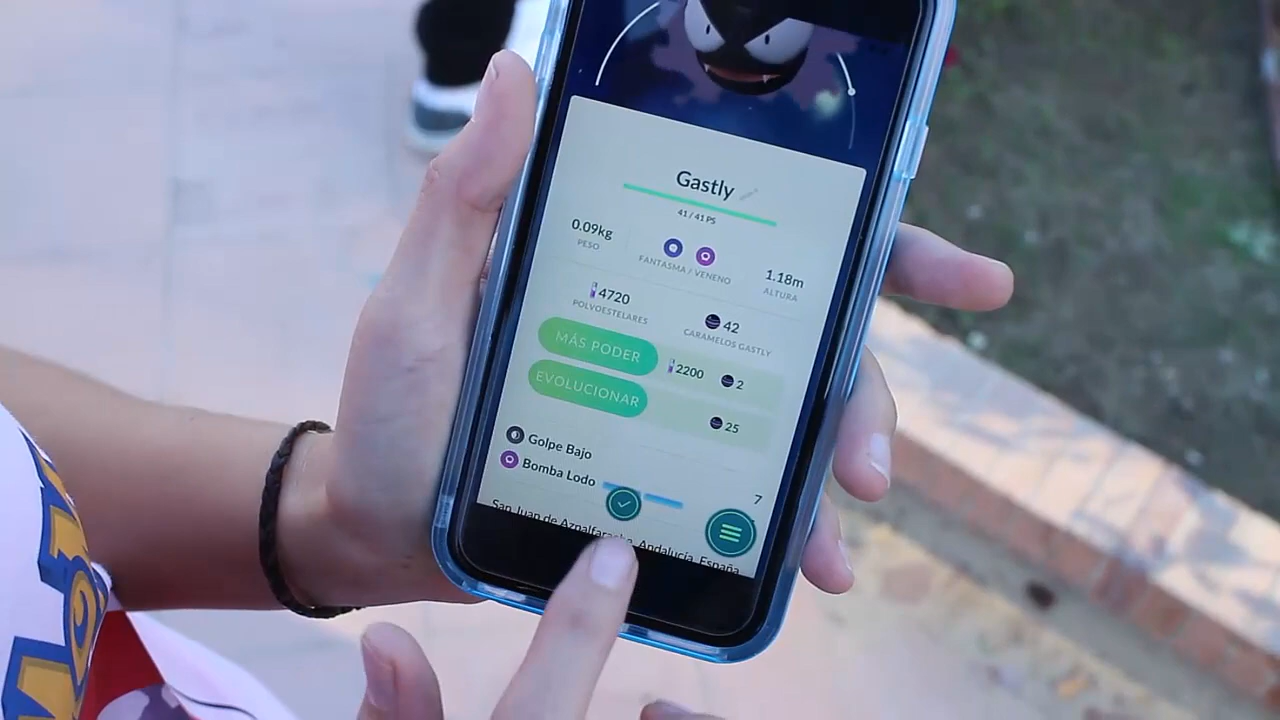 Gastly
41 / 41 PS
0.09kg
PESO
FANTASMA / VENENO
1.18m
ALTURA
4720
POLVOESTELARES
42
CARAMELOS GASTLY
MÁS PODER
2200
2
EVOLUCIONAR
25
Golpe Bajo
Bomba Lodo
7
San Juan de Aznalfarache, Andalucía, España